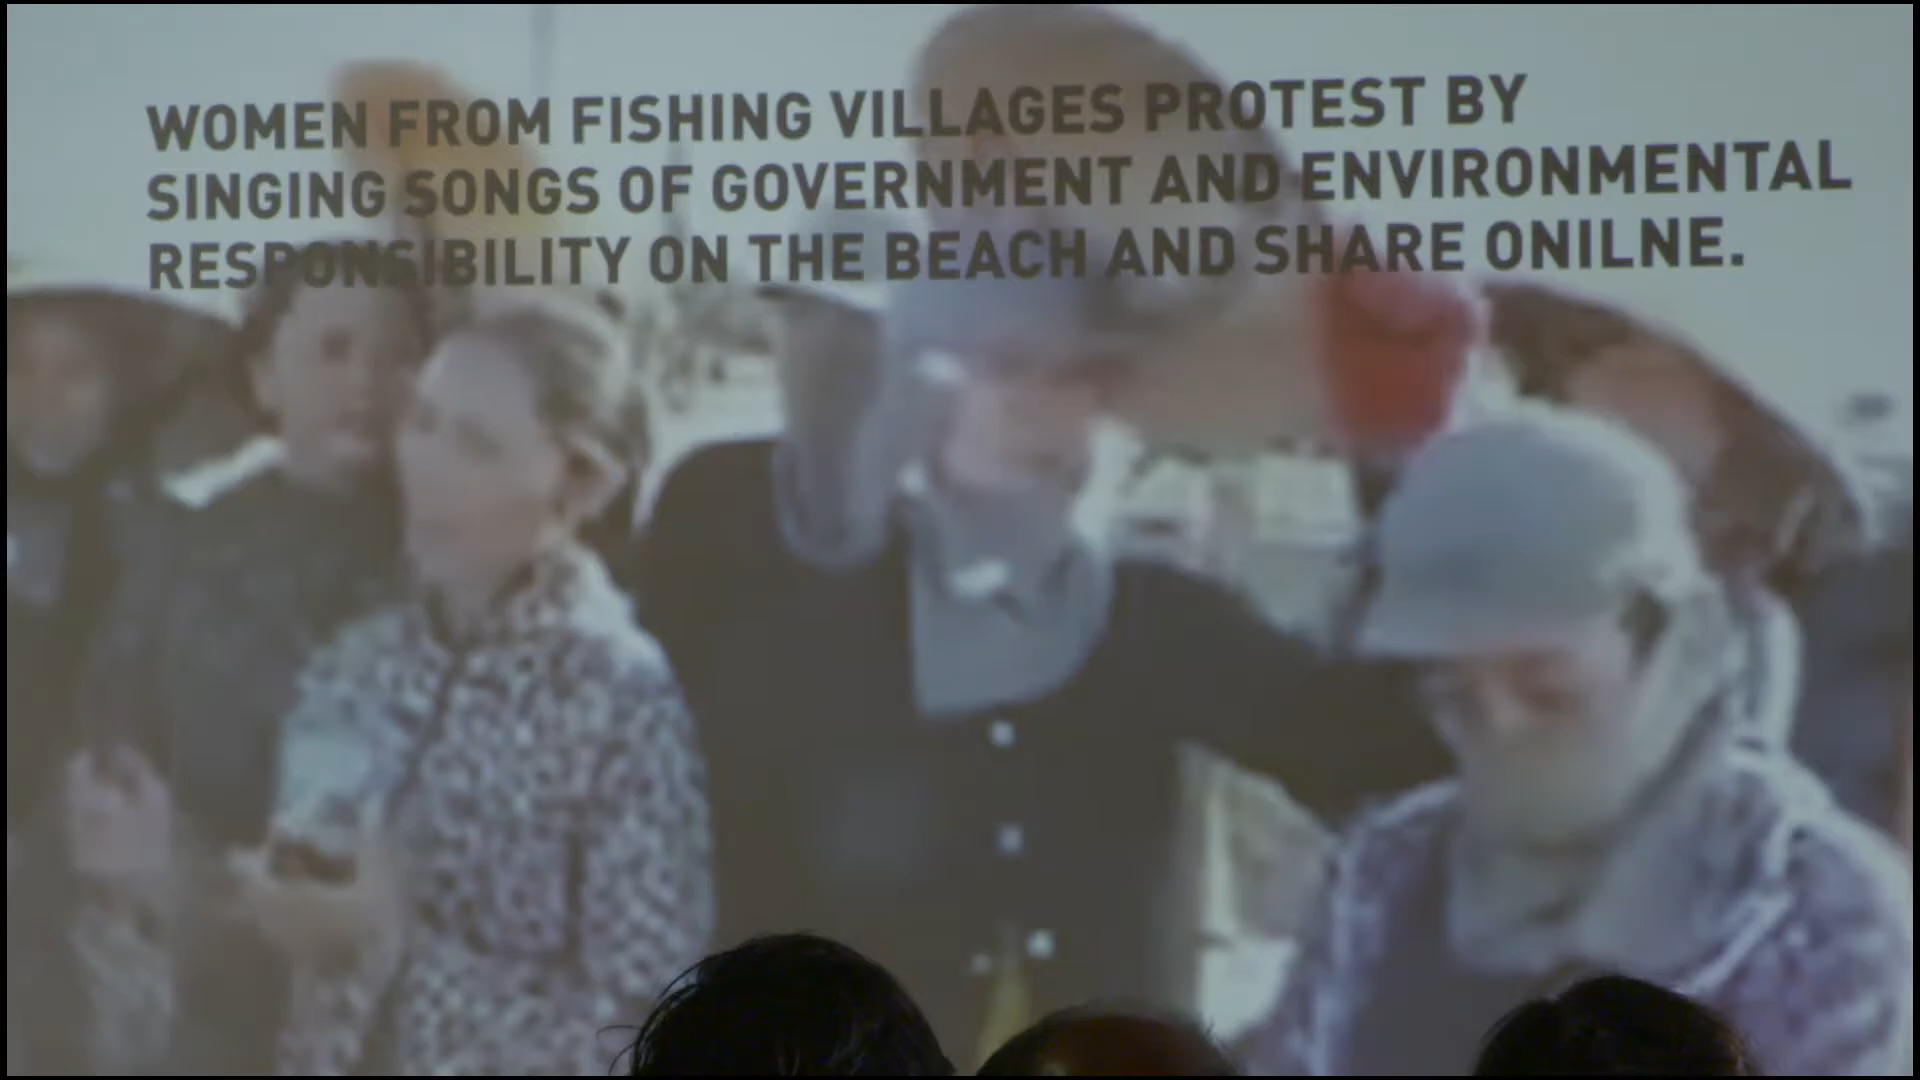 WOMEN FROM FISHING VILLAGES PROTEST BY
SINGING SONGS OF GOVERNMENT AND ENVIRONMENTAL
RESPONSIBILITY ON THE BEACH AND SHARE ONILNE.